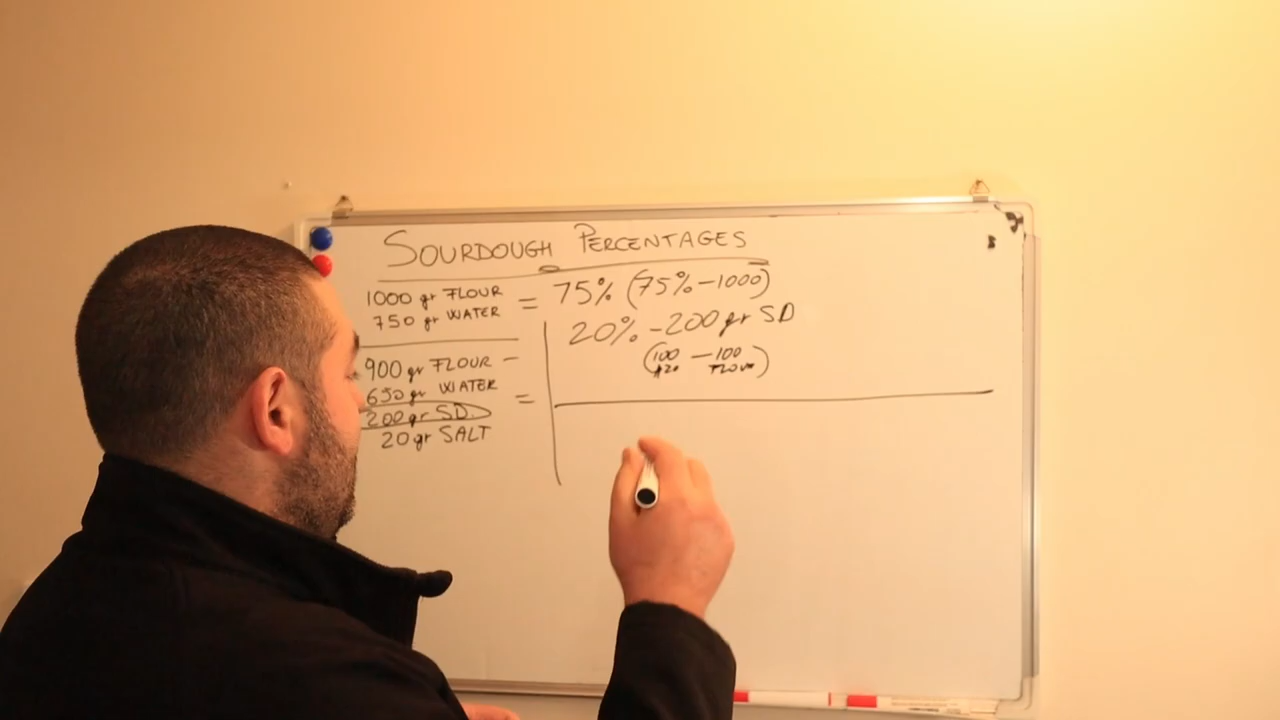 SOURDOUGH PERCENTAGES
1000 gr FLOUR
750 gr WATER
= 75% (75% - 1000)
20% - 200 gr SD
(100 - 100)
H20 FLOUR
900 gr FLOUR -
650 gr WATER
=
200 gr SD.
20 gr SALT